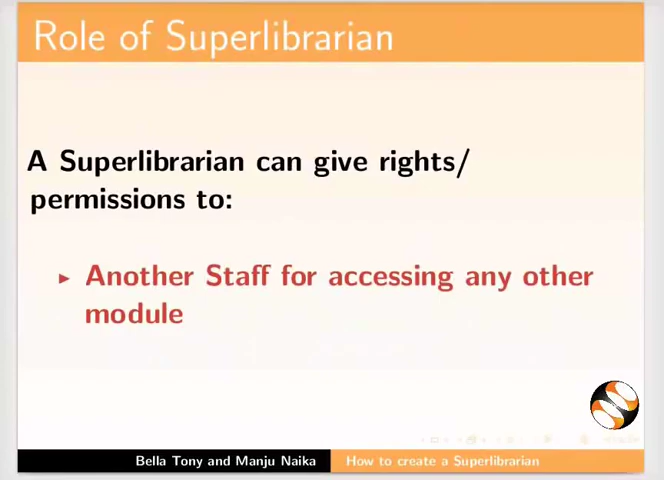 Role of Superlibrarian
A Superlibrarian can give rights/
permissions to:
▸ Another Staff for accessing any other
module
Bella Tony and Manju Naika
How to create a Superlibrarian